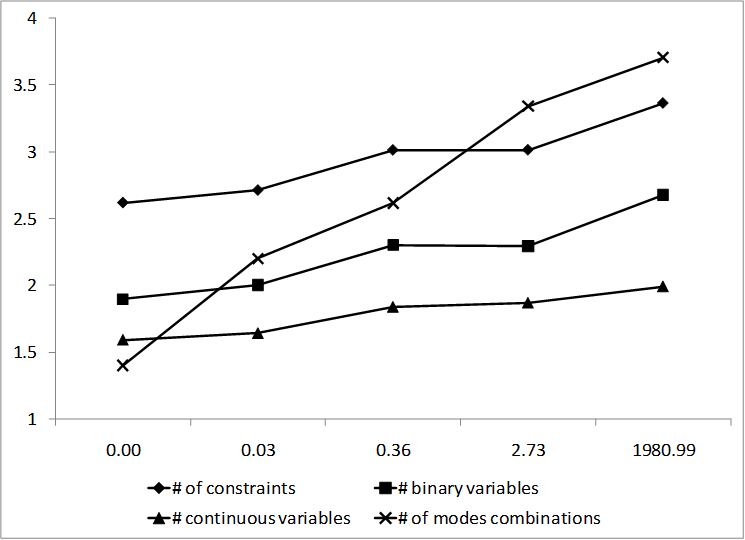 4
3.5
3
2.5
2
1.5
1
0.00 0.03 0.36 2.73 1980.99
# of constraints # binary variables
# continuous variables # of modes combinations